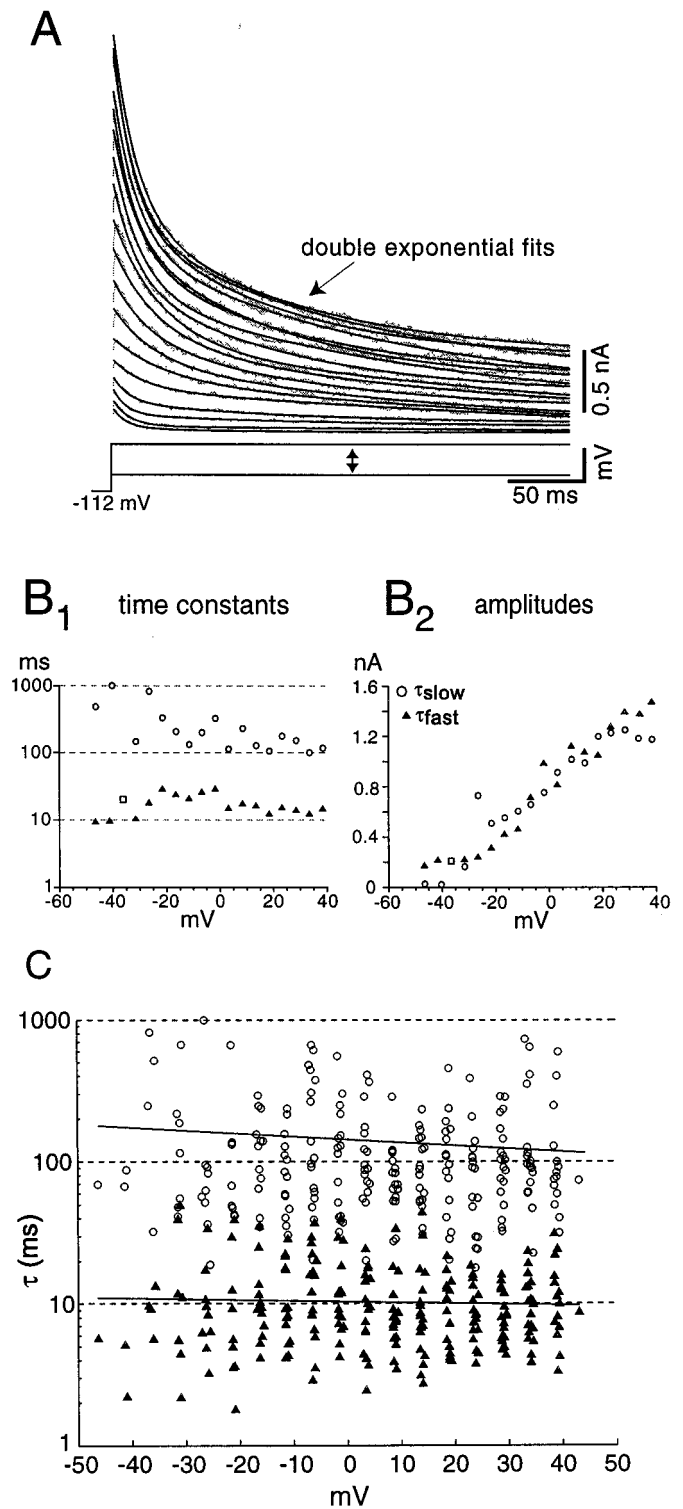 A
double exponential fits
0.5 nA
mV
-112 mV
50 ms
B1 time constants
B2 amplitudes
ms
1000
100
10
1
-60 -40 -20 0 20 40
mV
nA
1.6
1.2
0.8
0.4
0
τslow
τfast
-60 -40 -20 0 20 40
mV
C
1000
100
10
1
τ (ms)
-50 -40 -30 -20 -10 0 10 20 30 40 50
mV